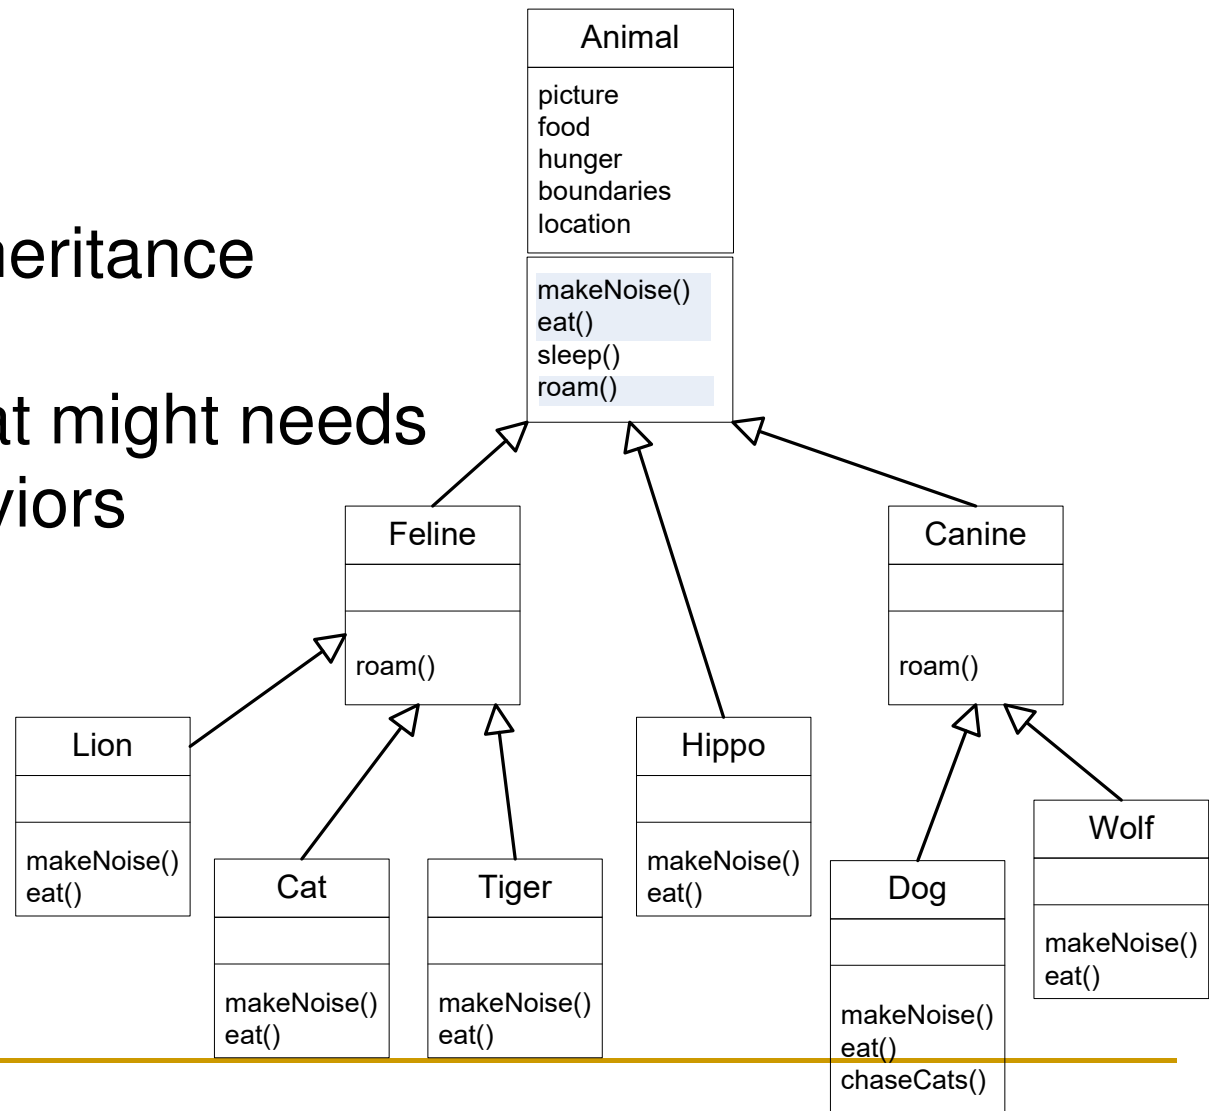 heritance
at might needs
viors
Animal
picture
food
hunger
boundaries
location
makeNoise()
eat()
sleep()
roam()
Feline
roam()
Canine
roam()
Lion
makeNoise()
eat()
Cat
makeNoise()
eat()
Tiger
makeNoise()
eat()
Hippo
makeNoise()
eat()
Dog
makeNoise()
eat()
chaseCats()
Wolf
makeNoise()
eat()